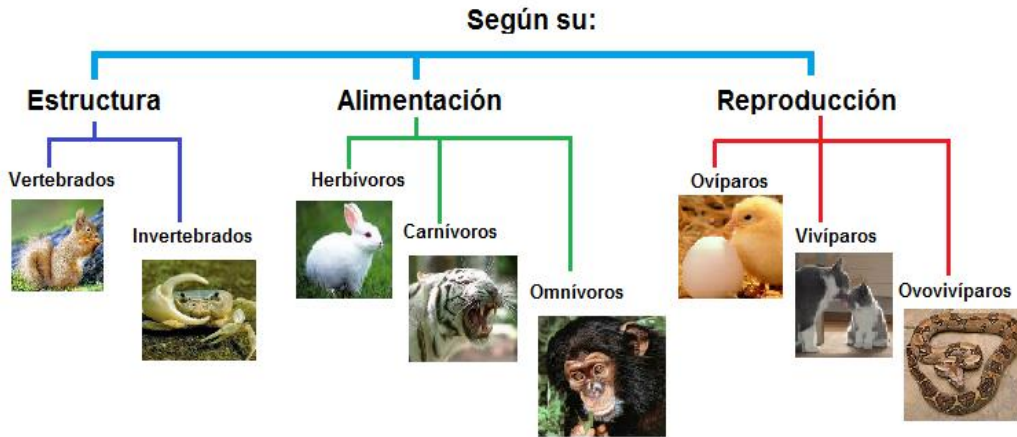 Según su:
Estructura
Alimentación
Reproducción
Vertebrados
Invertebrados
Herbívoros
Carnívoros
Omnívoros
Ovíparos
Vivíparos
Ovovivíparos